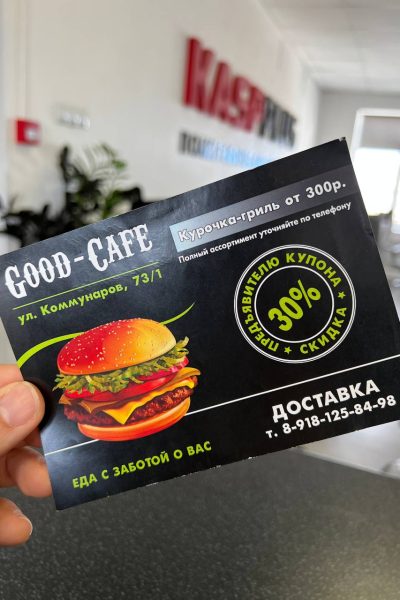 KASP
GOOD-CAFE
ул. Коммунаров, 73/1
Курочка-гриль от 300р.
Полный ассортимент уточняйте по телефону
ПРЕДЪЯВИТЕЛЮ КУПОНА
30%
СКИДКА
ДОСТАВКА
т. 8-918-125-84-98
ЕДА С ЗАБОТОЙ О ВАС